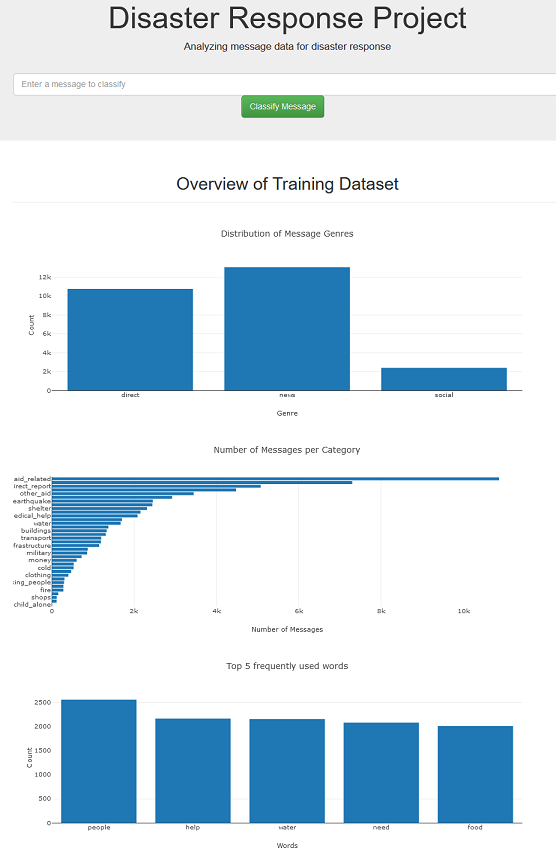 Disaster Response Project
Analyzing message data for disaster response
Enter a message to classify
Classify Message
Overview of Training Dataset
Distribution of Message Genres
12k
10k
8k
6k
4k
2k
0
Count
direct
news
social
Genre
Number of Messages per Category
aid_related
irect_report
other_aid
earthquake
shelter
edical_help
water
buildings
transport
frastructure
military
money
cold
clothing
ing_people
fire
shops
child_alone
0
2k
4k
6k
8k
10k
Number of Messages
Top 5 frequently used words
2500
2000
1500
1000
500
0
Count
people
help
water
need
food
Words